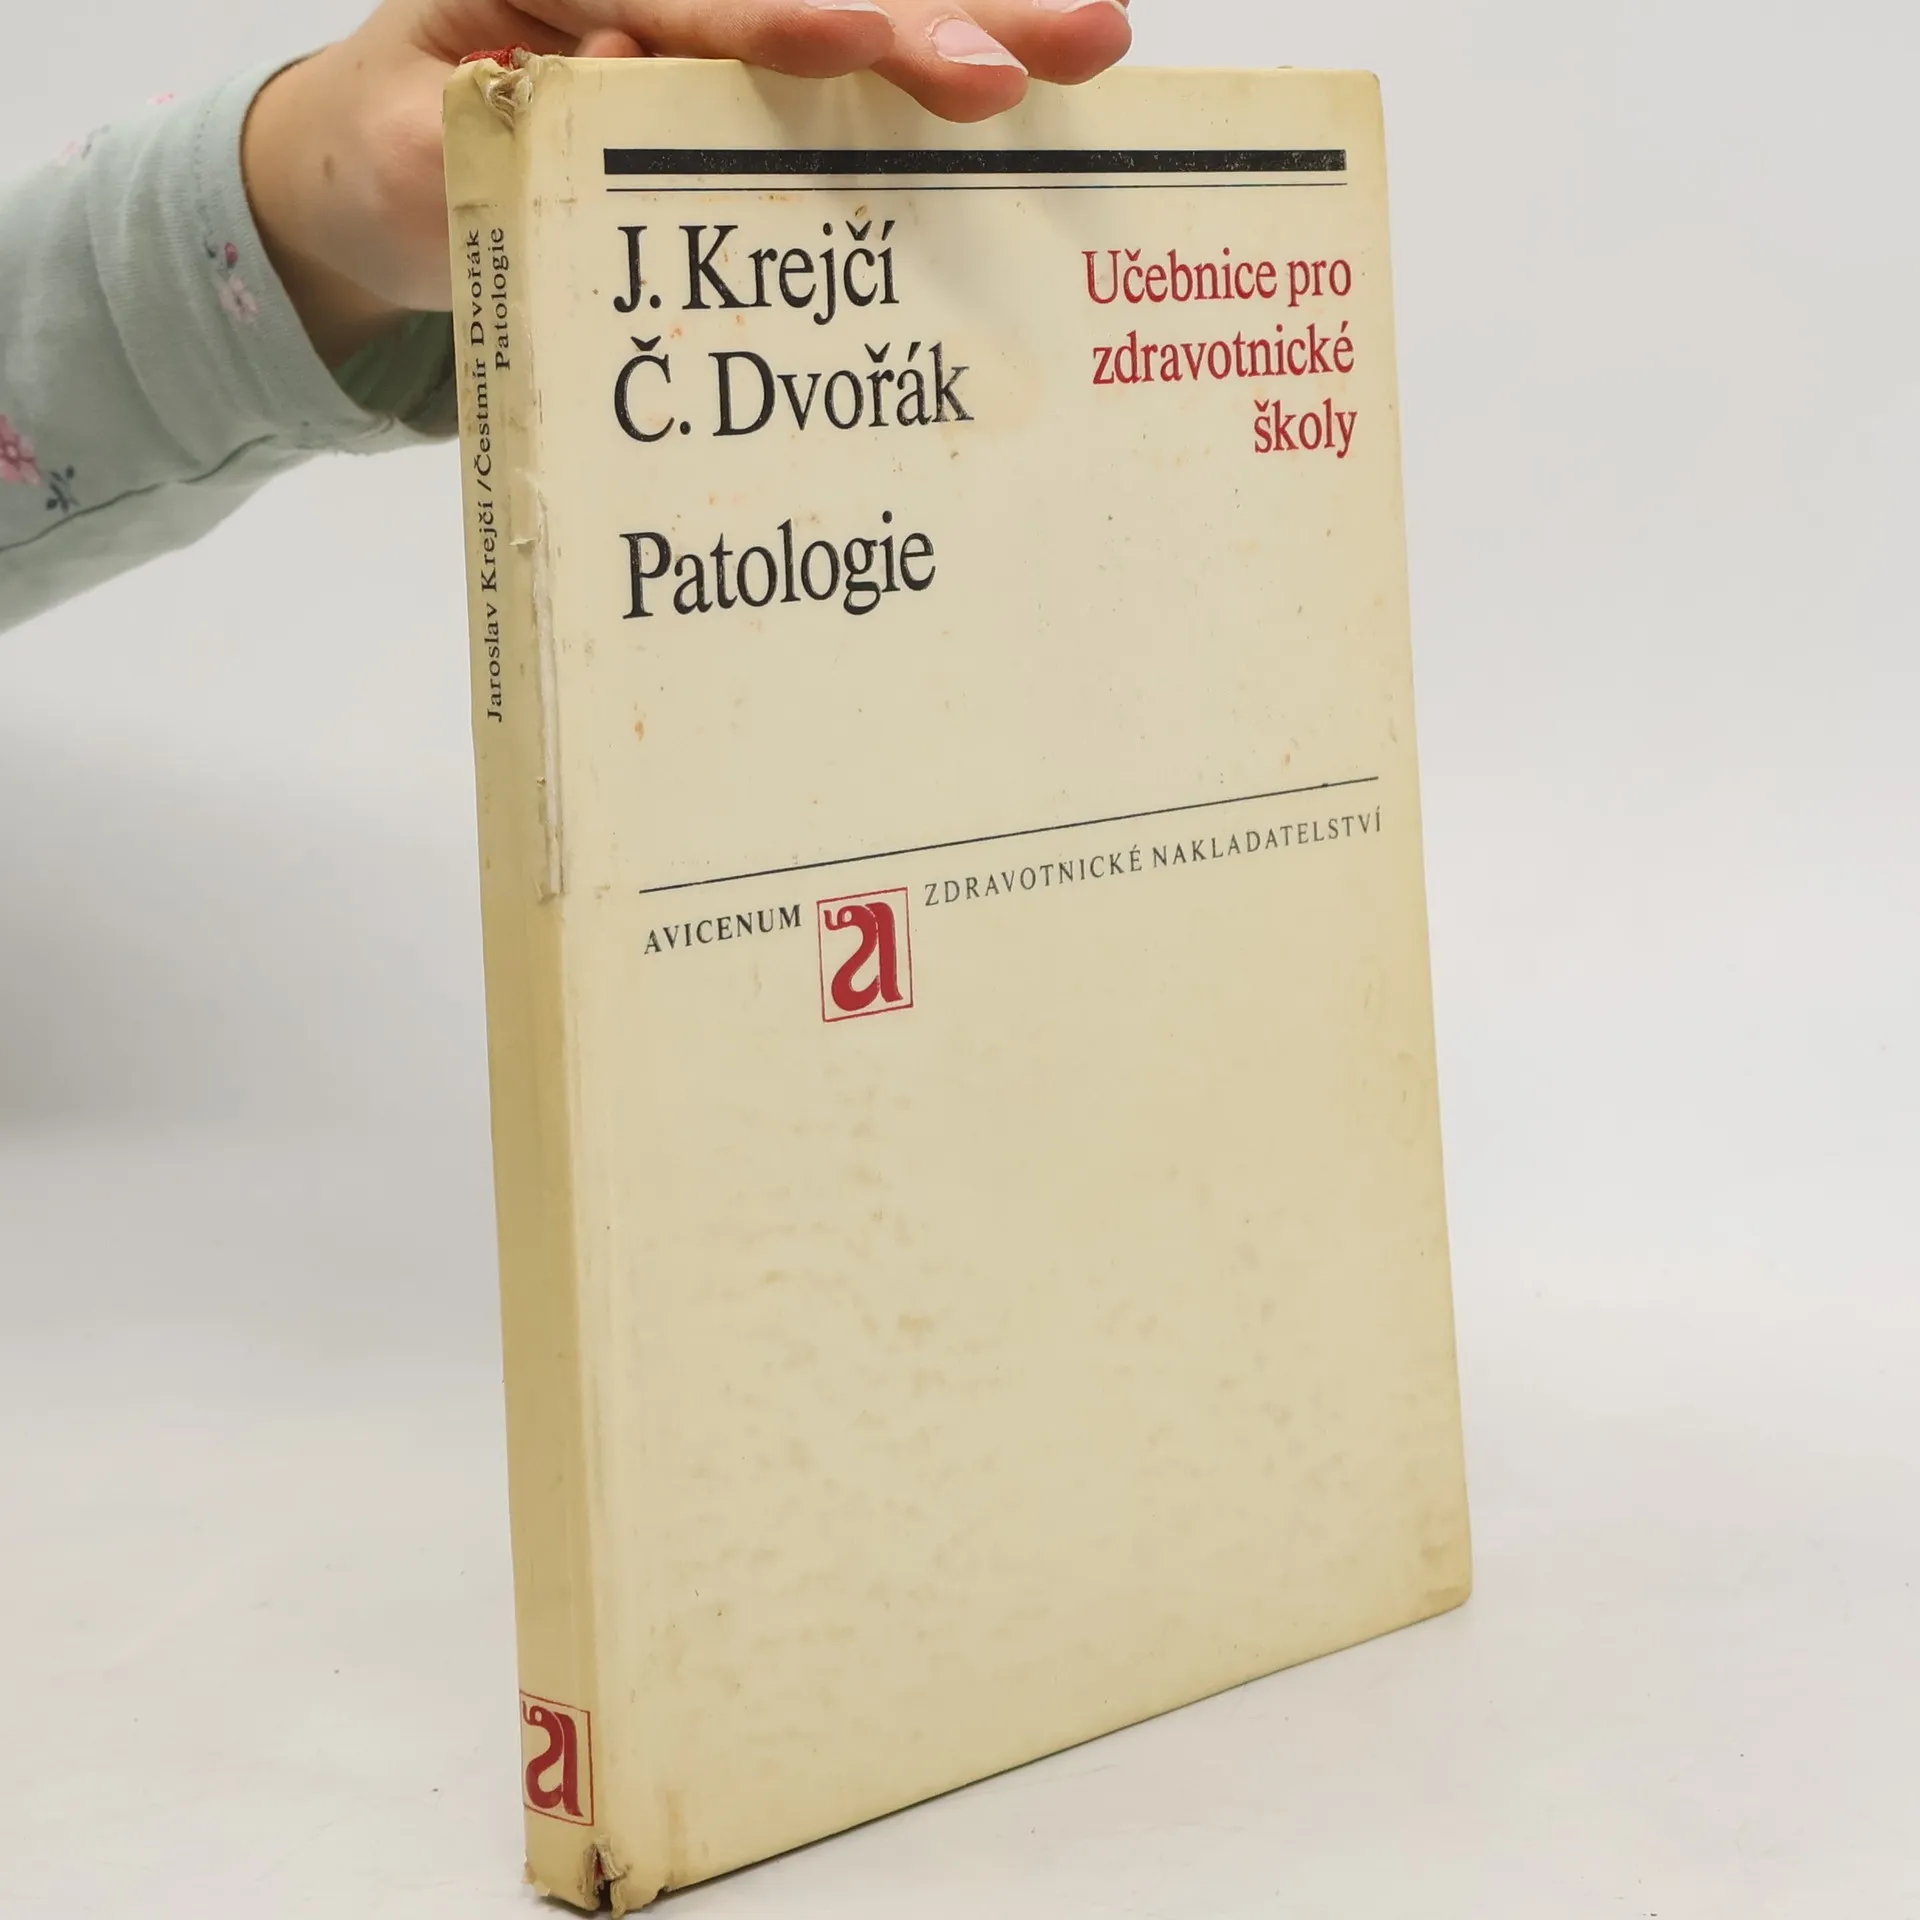 J. Krejčí
Č. Dvořák
Učebnice pro
zdravotnické
školy
Patologie
AVICENUM a ZDRAVOTNICKÉ NAKLADATELSTVÍ
Jaroslav Krejčí / Čestmír Dvořák
Patologie
a